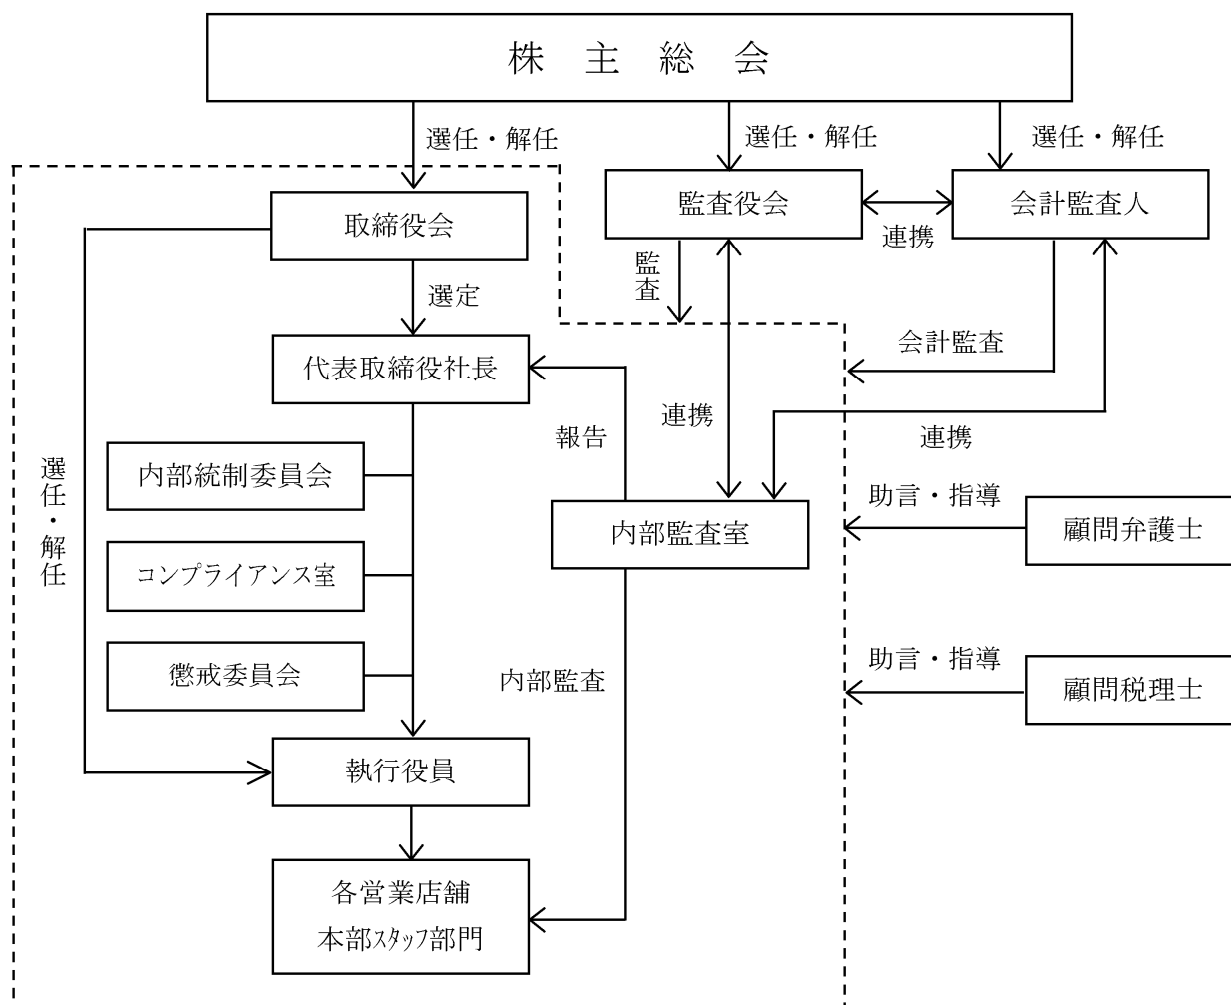 株主総会
選任・解任
選任・解任
選任・解任
取締役会
監査役会
会計監査人
連携
監査
選定
会計監査
代表取締役社長
報告
連携
連携
選任・解任
内部統制委員会
内部監査室
助言・指導
顧問弁護士
コンプライアンス室
懲戒委員会
内部監査
助言・指導
顧問税理士
執行役員
各営業店舗
本部スタッフ部門